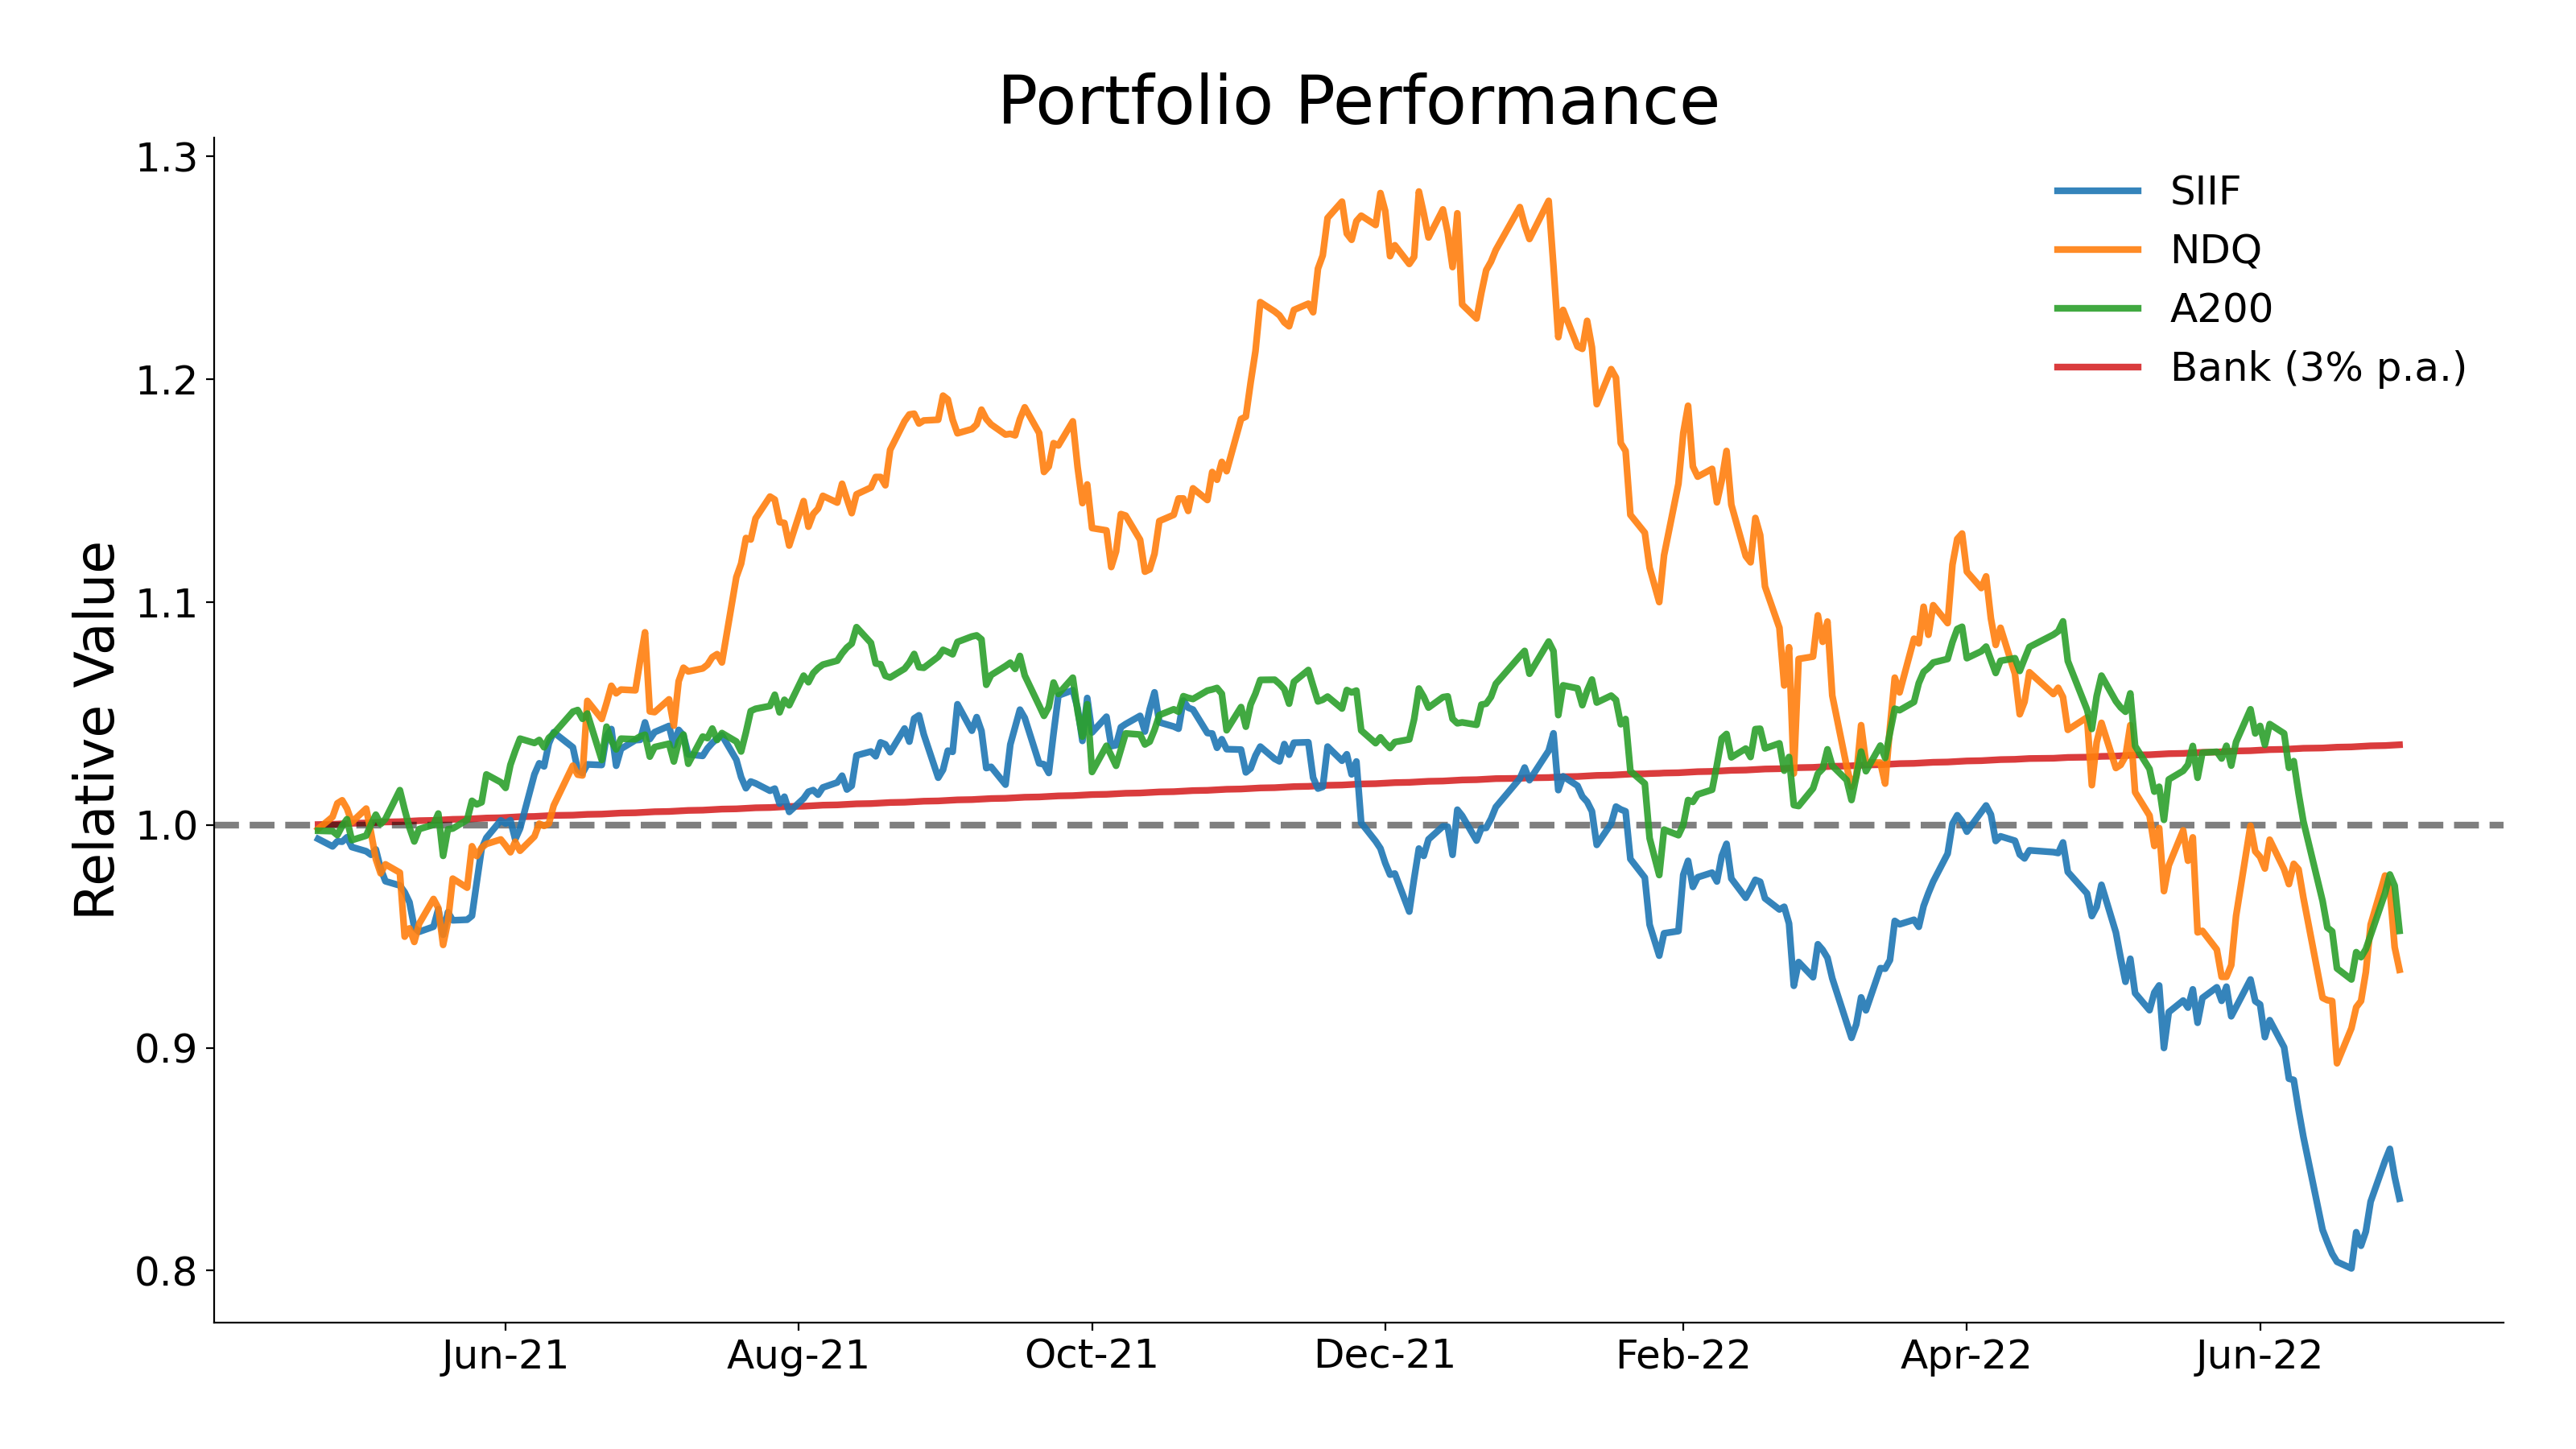 Portfolio Performance
Relative Value
1.3
1.2
1.1
1.0
0.9
0.8
Jun-21
Aug-21
Oct-21
Dec-21
Feb-22
Apr-22
Jun-22
SIIF
NDQ
A200
Bank (3% p.a.)